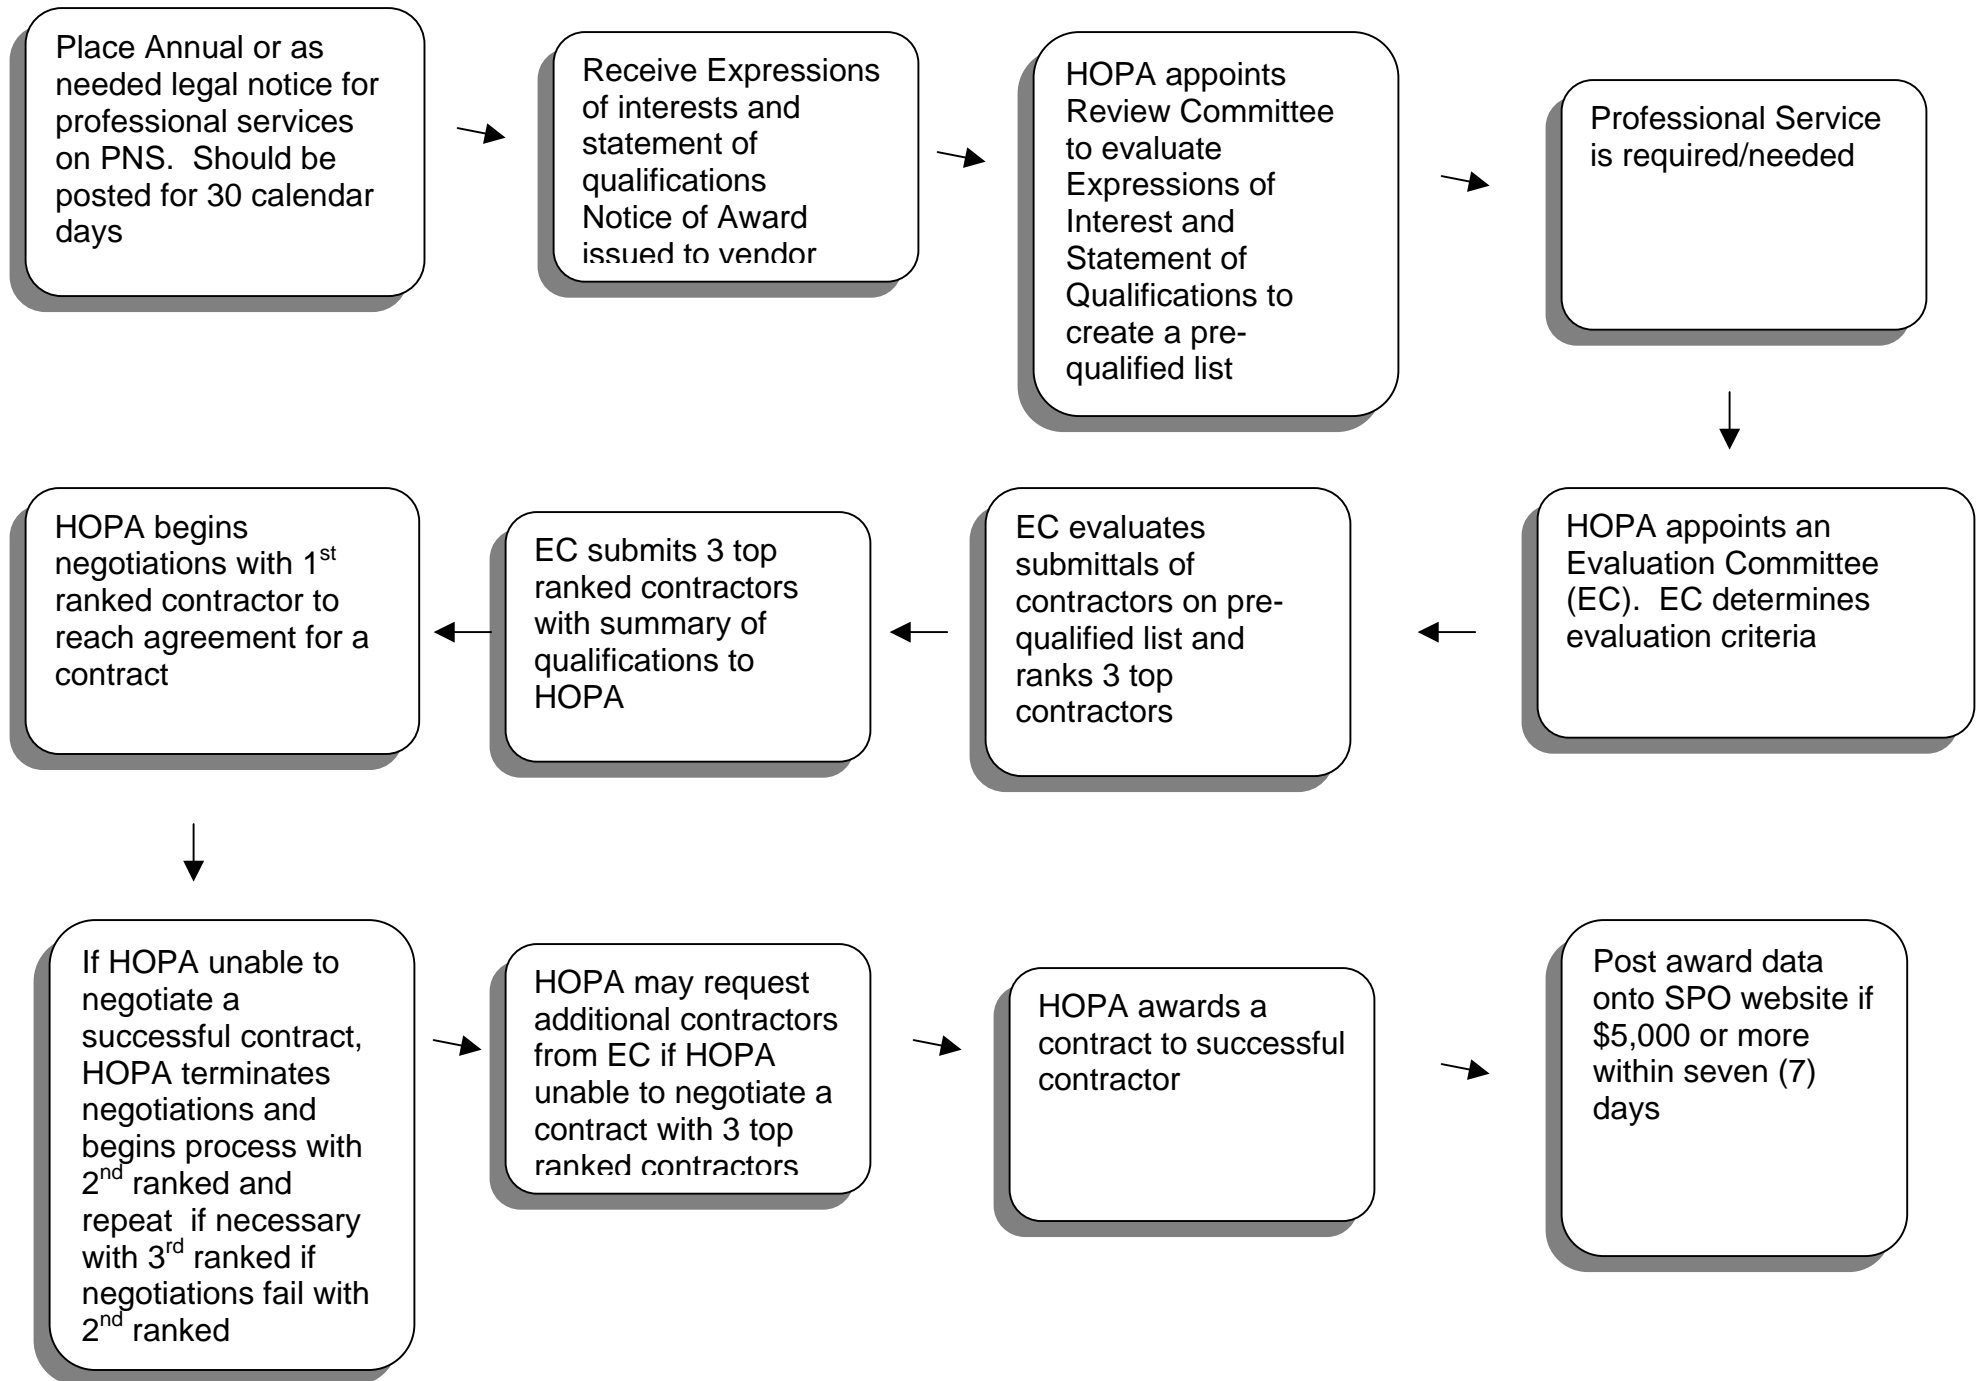 Place Annual or as
needed legal notice for
professional services
on PNS.  Should be
posted for 30 calendar
days
Receive Expressions
of interests and
statement of
qualifications
Notice of Award
issued to vendor
HOPA appoints
Review Committee
to evaluate
Expressions of
Interest and
Statement of
Qualifications to
create a pre-
qualified list
Professional Service
is required/needed
HOPA appoints an
Evaluation Committee
(EC).  EC determines
evaluation criteria
EC evaluates
submittals of
contractors on pre-
qualified list and
ranks 3 top
contractors
EC submits 3 top
ranked contractors
with summary of
qualifications to
HOPA
HOPA begins
negotiations with 1st
ranked contractor to
reach agreement for a
contract
If HOPA unable to
negotiate a
successful contract,
HOPA terminates
negotiations and
begins process with
2nd ranked and
repeat  if necessary
with 3rd ranked if
negotiations fail with
2nd ranked
HOPA may request
additional contractors
from EC if HOPA
unable to negotiate a
contract with 3 top
ranked contractors
HOPA awards a
contract to successful
contractor
Post award data
onto SPO website if
$5,000 or more
within seven (7)
days